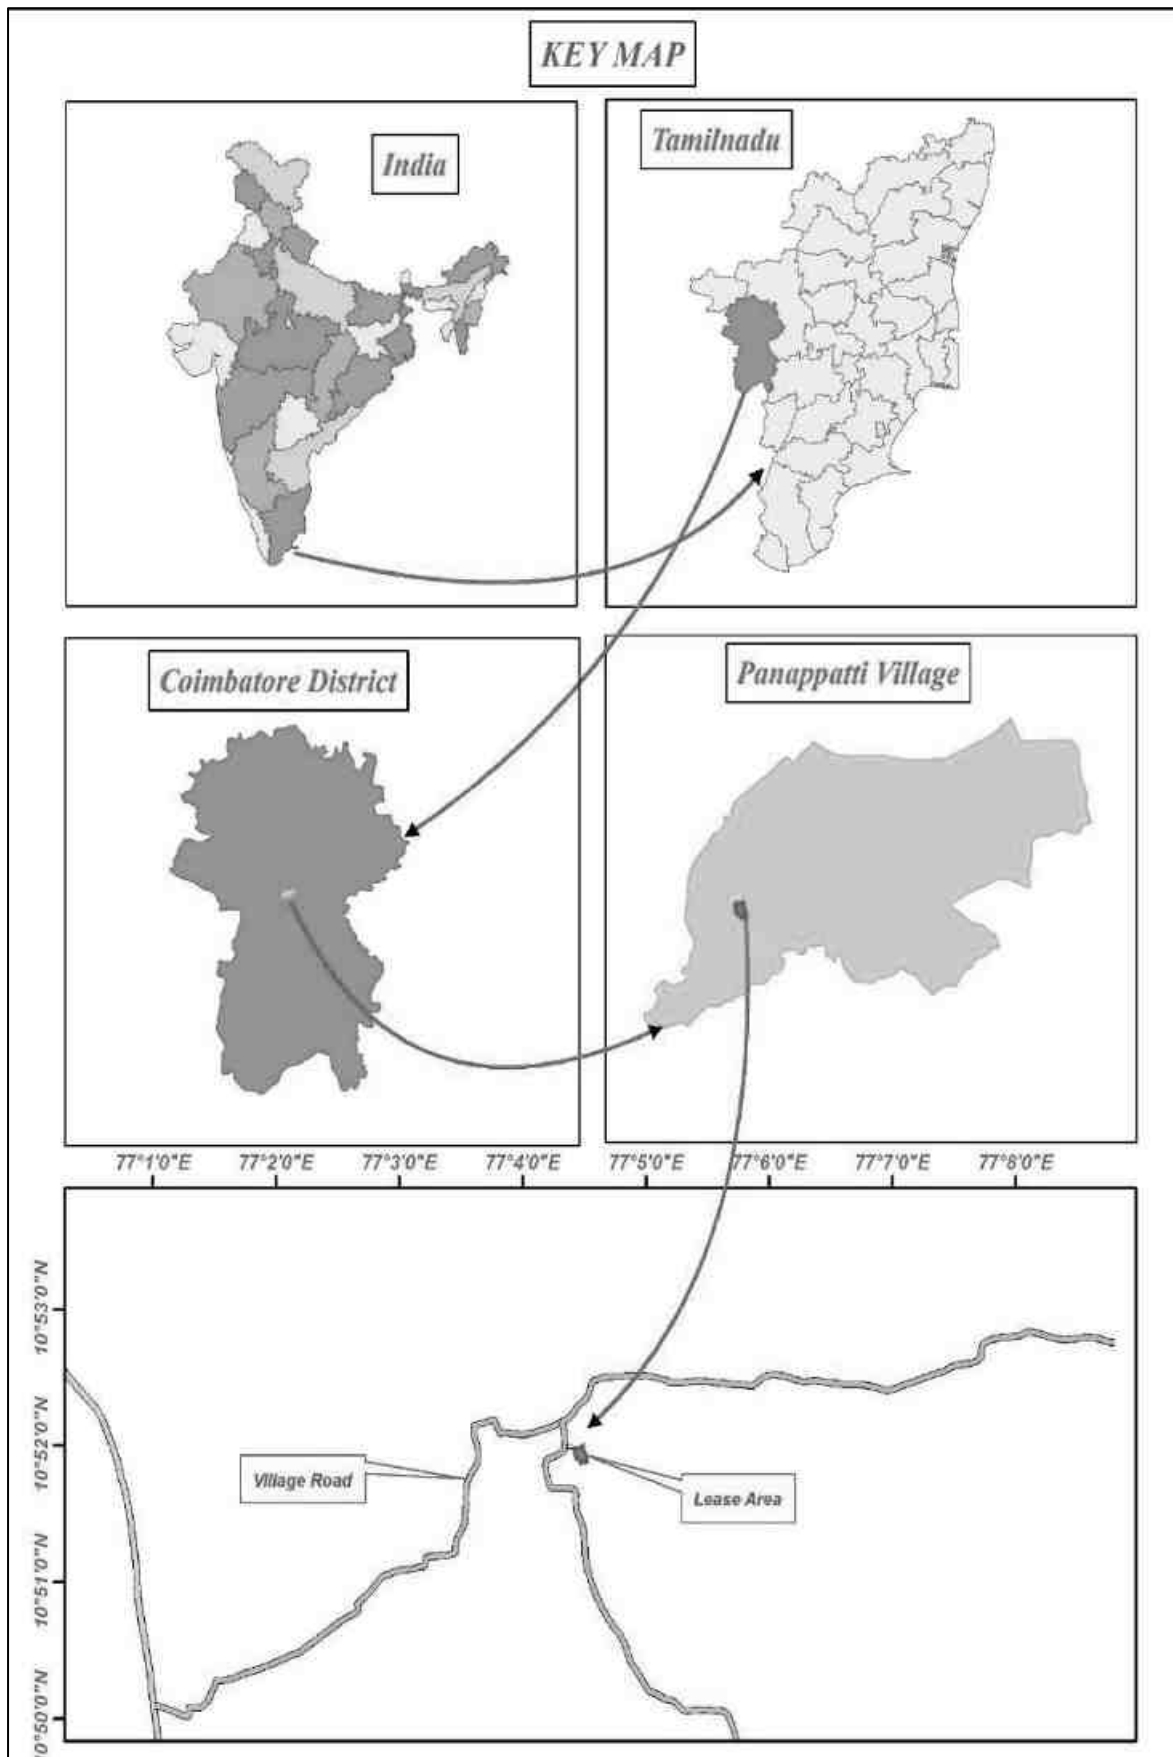 KEY MAP
India
Tamilnadu
Coimbatore District
Panappatti Village
77°1'0"E 77°2'0"E 77°3'0"E 77°4'0"E 77°5'0"E 77°6'0"E 77°7'0"E 77°8'0"E
10°53'0"N
10°52'0"N
Village Road
Lease Area
10°51'0"N
10°50'0"N